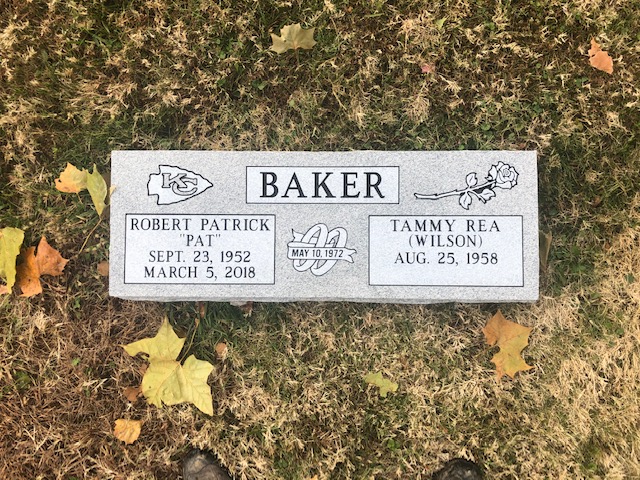 KC
BAKER
ROBERT PATRICK
"PAT"
SEPT. 23, 1952
MARCH 5, 2018
MAY 10, 1972
TAMMY REA
(WILSON)
AUG. 25, 1958